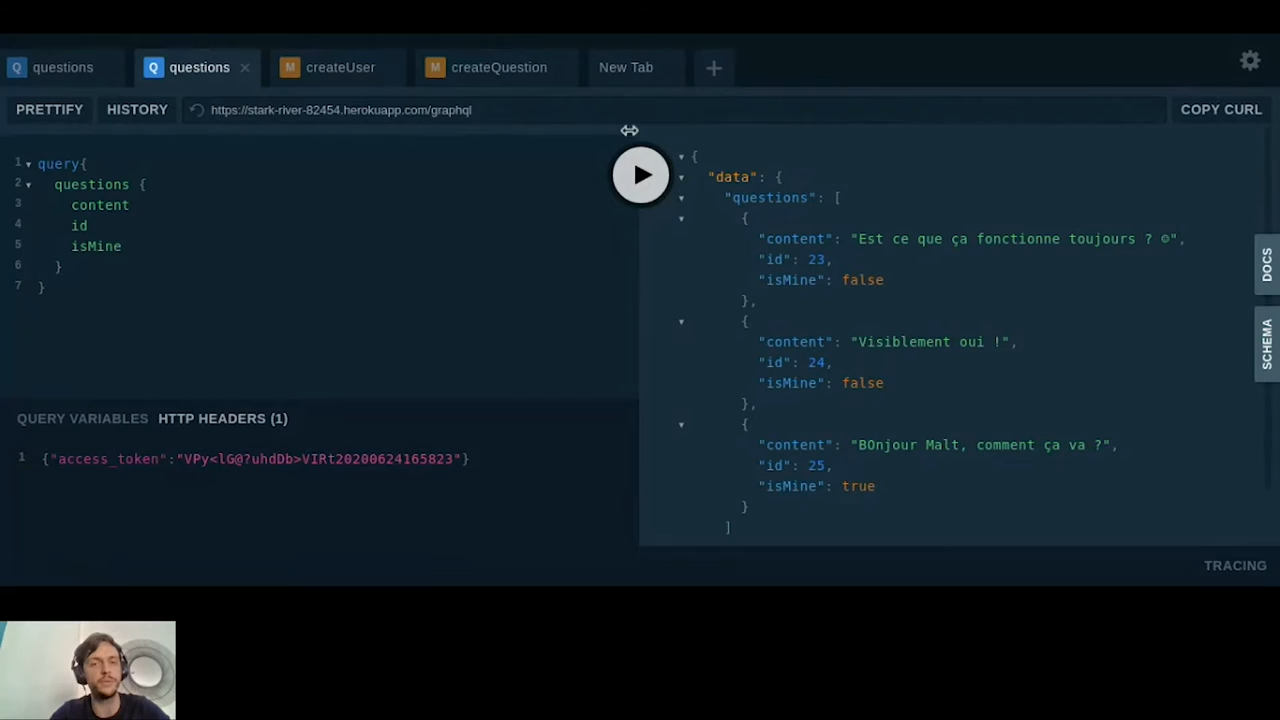 Q questions Q questions × M createUser M createQuestion New Tab +
PRETTIFY HISTORY https://stark-river-82454.herokuapp.com/graphql COPY CURL
1 query{
2 questions {
3 content
4 id
5 isMine
6 }
7 }
QUERY VARIABLES HTTP HEADERS (1)
1 {"access_token":"VPy<lG@?uhdDb>VIRt20200624165823"}
{
"data": {
"questions": [
{
"content": "Est ce que ça fonctionne toujours ? ☺",
"id": 23,
"isMine": false
},
{
"content": "Visiblement oui !",
"id": 24,
"isMine": false
},
{
"content": "BOnjour Malt, comment ça va ?",
"id": 25,
"isMine": true
}
]
DOCS
SCHEMA
TRACING